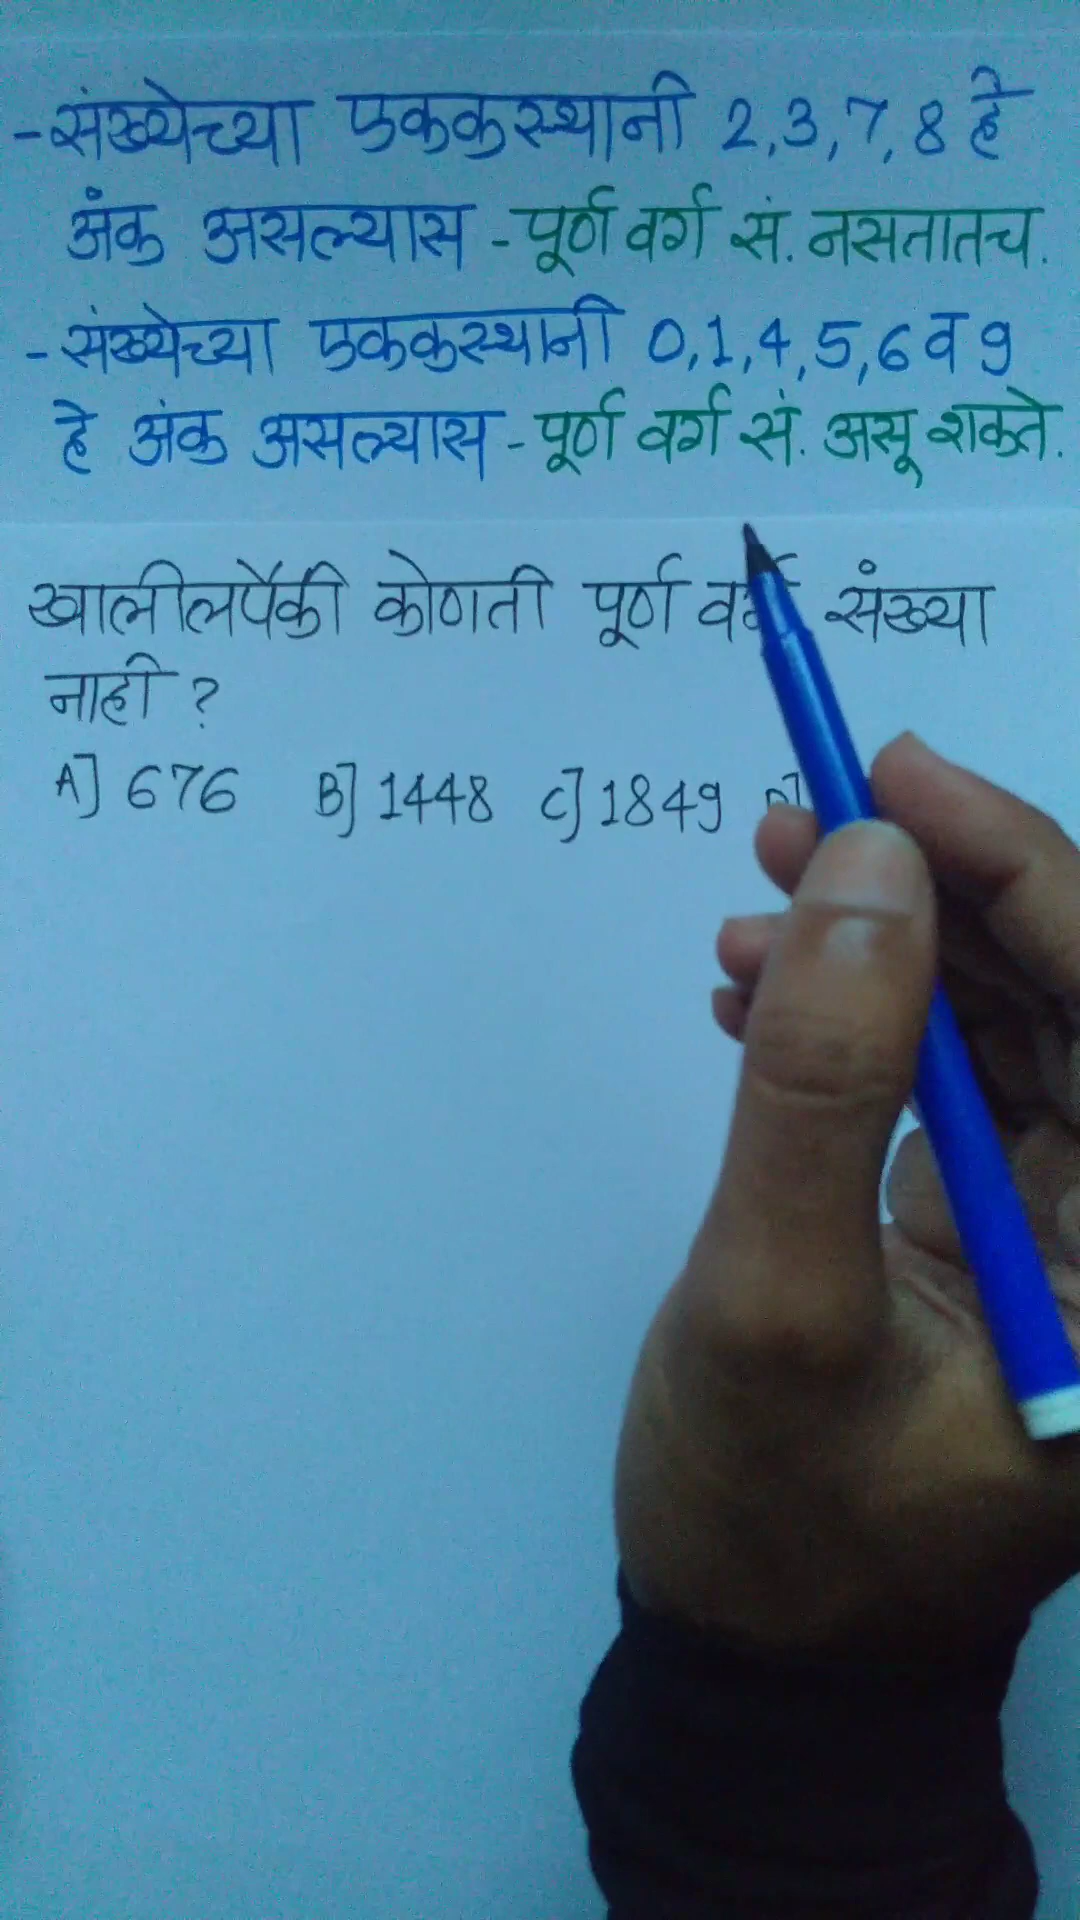 -संख्येच्या एककस्थानी 2,3,7,8 हे
अंक असल्यास - पूर्ण वर्ग सं. नसतातच.
-संख्येच्या एककस्थानी 0,1,4,5,6 व 9
हे अंक असल्यास - पूर्ण वर्ग सं. असू शकते.
खालीलपैकी कोणती पूर्ण वर्ग संख्या
नाही ?
A] 676 B] 1448 C] 1849